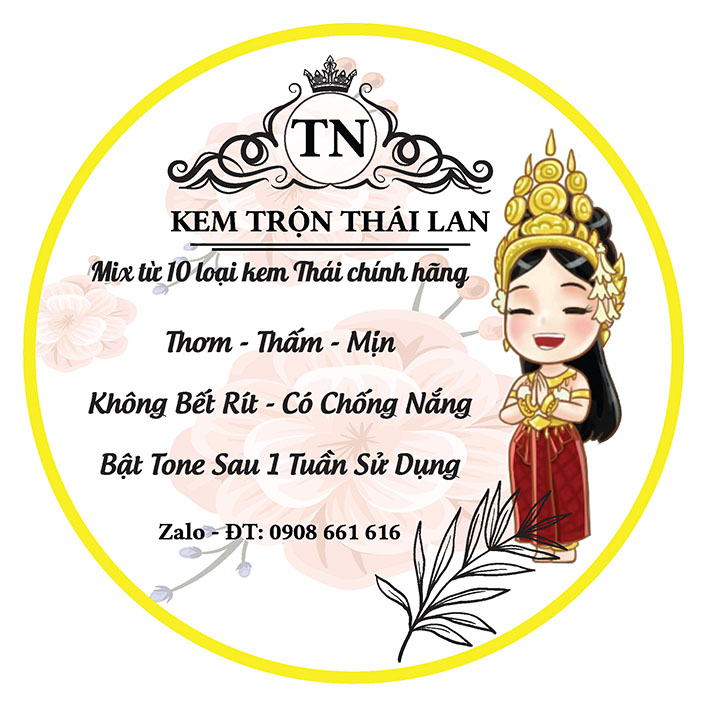 TN
KEM TRỘN THÁI LAN
Mix từ 10 loại kem Thái chính hãng
Thơm - Thấm - Mịn
Không Bết Rít - Có Chống Nắng
Bật Tone Sau 1 Tuần Sử Dụng
Zalo - ĐT: 0908 661 616